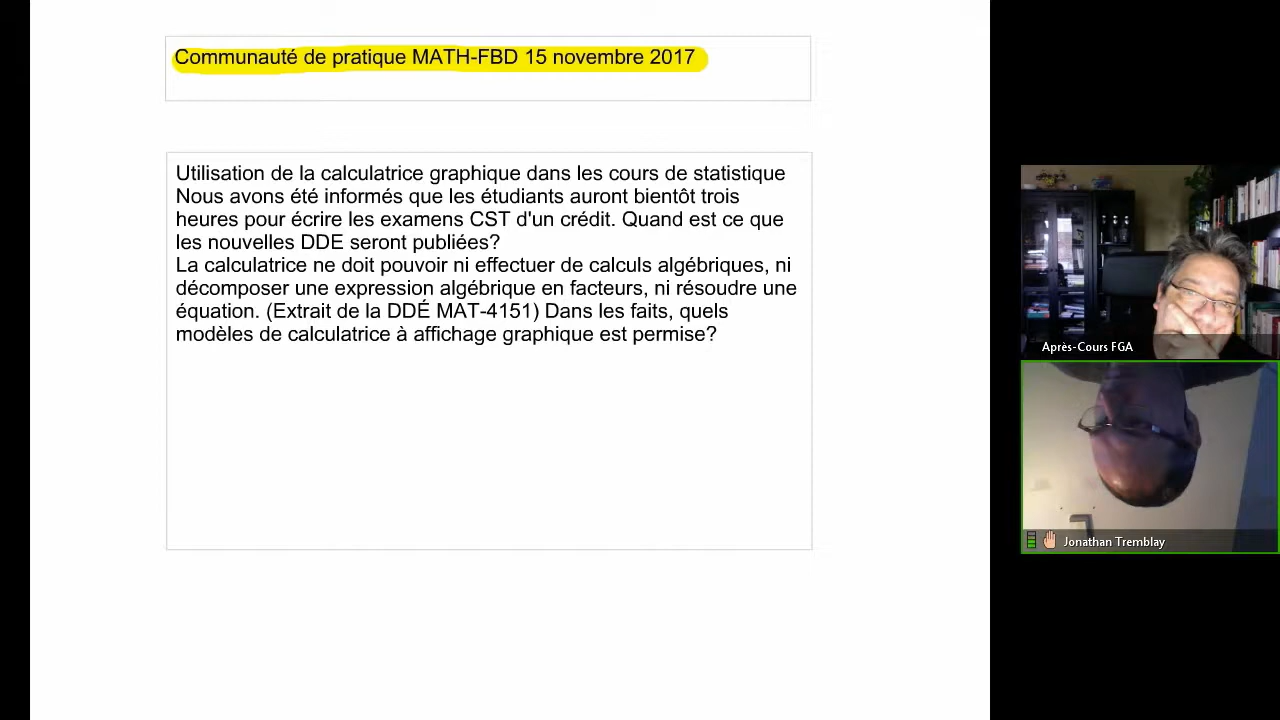 Communauté de pratique MATH-FBD 15 novembre 2017
Utilisation de la calculatrice graphique dans les cours de statistique
Nous avons été informés que les étudiants auront bientôt trois
heures pour écrire les examens CST d'un crédit. Quand est ce que
les nouvelles DDE seront publiées?
La calculatrice ne doit pouvoir ni effectuer de calculs algébriques, ni
décomposer une expression algébrique en facteurs, ni résoudre une
équation. (Extrait de la DDÉ MAT-4151) Dans les faits, quels
modèles de calculatrice à affichage graphique est permise?
Après-Cours FGA
Jonathan Tremblay